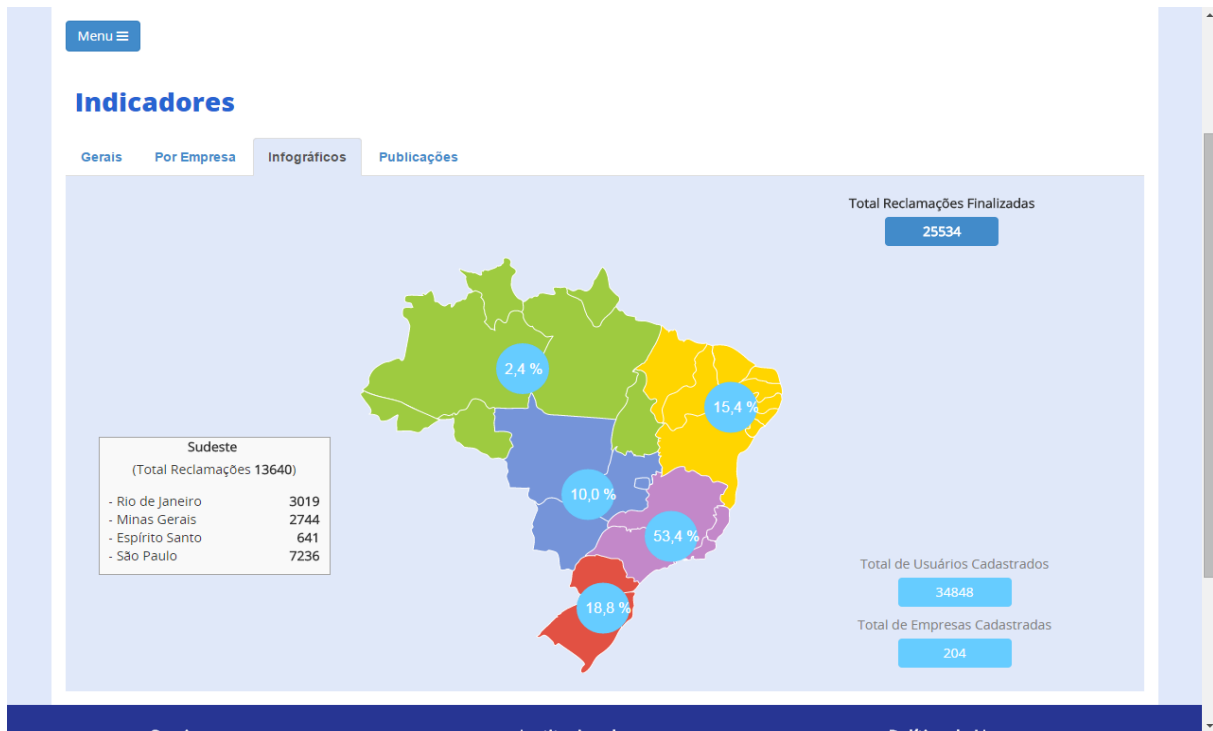 Menu
Indicadores
Gerais Por Empresa Infográficos Publicações
Total Reclamações Finalizadas
25534
2,4 %
15,4 %
Sudeste
(Total Reclamações 13640)
- Rio de Janeiro 3019
- Minas Gerais 2744
- Espírito Santo 641
- São Paulo 7236
10,0 %
53,4 %
18,8 %
Total de Usuários Cadastrados
34848
Total de Empresas Cadastradas
204